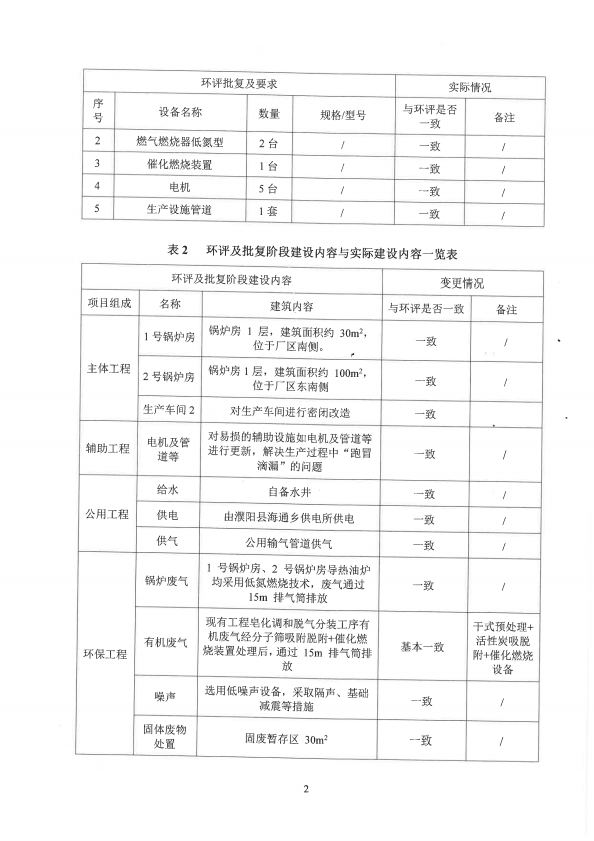 环评批复及要求 实际情况
序号 设备名称 数量 规格/型号 与环评是否一致 备注
2 燃气燃烧器低氮型 2 台 / 一致 /
3 催化燃烧装置 1 台 / 一致 /
4 电机 5 台 / 一致 /
5 生产设施管道 1 套 / 一致 /
表 2 环评及批复阶段建设内容与实际建设内容一览表
环评及批复阶段建设内容 变更情况
项目组成 名称 建筑内容 与环评是否一致 备注
主体工程
1 号锅炉房
锅炉房 1 层，建筑面积约 30m²，
位于厂区南侧。
一致 /
2 号锅炉房
锅炉房 1 层，建筑面积约 100m²，
位于厂区东南侧
一致 /
生产车间 2 对生产车间进行密闭改造 一致
辅助工程
电机及管
道等
对易损的辅助设施如电机及管道等
进行更新，解决生产过程中“跑冒
滴漏”的问题
一致 /
公用工程
给水 自备水井 一致 /
供电 由濮阳县海通乡供电所供电 一致 /
供气 公用输气管道供气 一致 /
环保工程
锅炉废气
1 号锅炉房、2 号锅炉房导热油炉
均采用低氮燃烧技术，废气通过
15m 排气筒排放
一致 /
有机废气
现有工程皂化调和脱气分装工序有
机废气经分子筛吸附脱附+催化燃
烧装置处理后，通过 15m 排气筒排
放
基本一致
干式预处理+
活性炭吸脱
附+催化燃烧
设备
噪声
选用低噪声设备，采取隔声、基础
减震等措施
一致 /
固体废物
处置
固废暂存区 30m²
一致 /
2